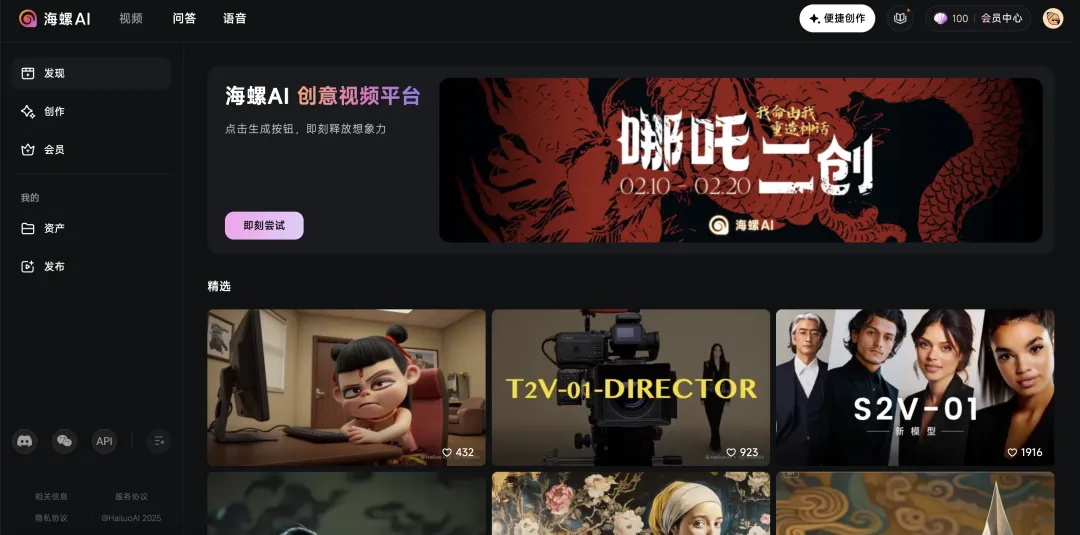 海螺AI
视频
问答
语音
便捷创作
100
会员中心
发现
创作
会员
我的
资产
发布
API
相关信息
服务协议
隐私协议
@HailuoAI 2025
海螺AI 创意视频平台
点击生成按钮，即刻释放想象力
即刻尝试
我命由我
重造神话
哪吒二创
02.10 - 02.20
海螺AI
精选
432
T2V-01-DIRECTOR
923
S2V-01
新模型
1916